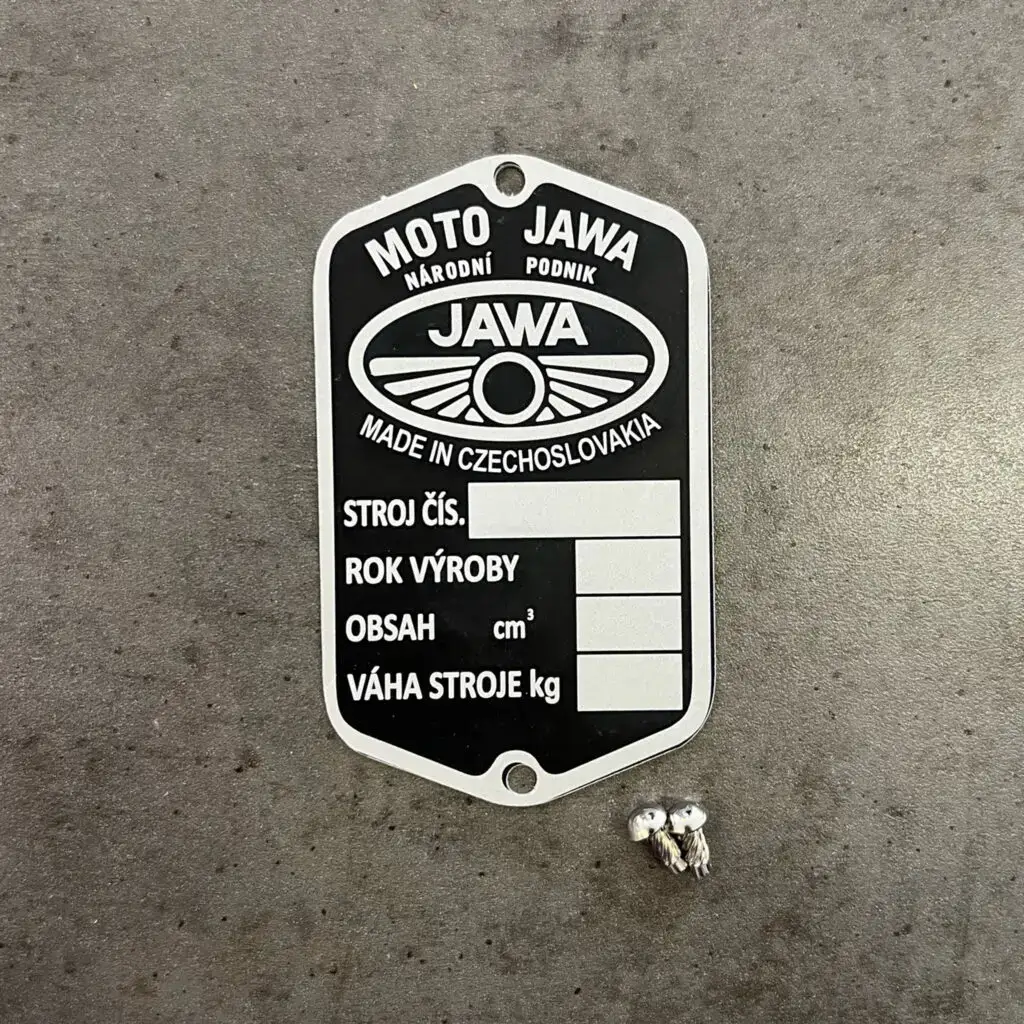 MOTO JAWA
NÁRODNÍ PODNIK
JAWA
MADE IN CZECHOSLOVAKIA
STROJ ČÍS.
ROK VÝROBY
OBSAH cm³
VÁHA STROJE kg